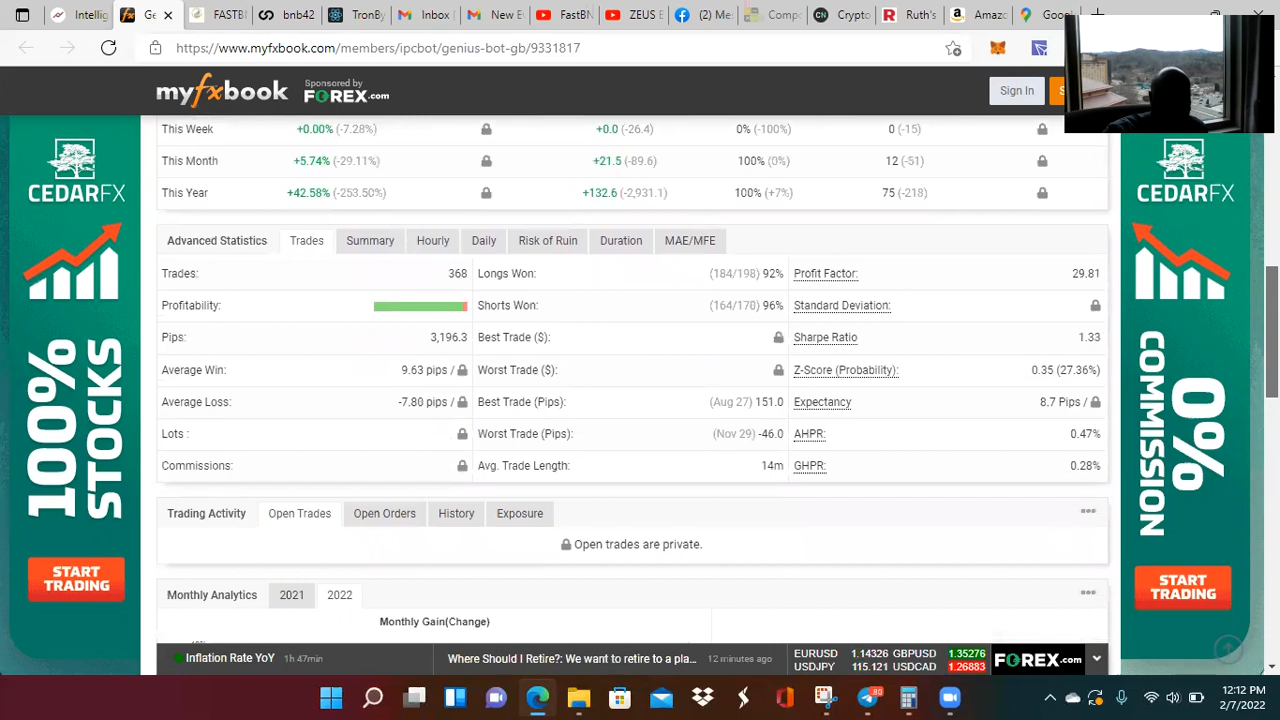 FASTB
Tron0
Inbox
New E
FastBN
ZUES E
(2) Me
Comp
Crypto
Ruth's
Amaz
Go
https://www.myfxbook.com/members/ipcbot/genius-bot-gb/9331817
myfxbook Sponsored by FOREX.com
Sign In
This Week +0.00% (-7.28%) +0.0 (-26.4) 0% (-100%) 0 (-15)
This Month +5.74% (-29.11%) +21.5 (-89.6) 100% (0%) 12 (-51)
This Year +42.58% (-253.50%) +132.6 (-2,931.1) 100% (+7%) 75 (-218)
Advanced Statistics Trades Summary Hourly Daily Risk of Ruin Duration MAE/MFE
Trades: 368 Longs Won: (184/198) 92% Profit Factor: 29.81
Profitability: Shorts Won: (164/170) 96% Standard Deviation:
Pips: 3,196.3 Best Trade ($): Sharpe Ratio 1.33
Average Win: 9.63 pips / Worst Trade ($): Z-Score (Probability): 0.35 (27.36%)
Average Loss: -7.80 pips / Best Trade (Pips): (Aug 27) 151.0 Expectancy 8.7 Pips /
Lots : Worst Trade (Pips): (Nov 29) -46.0 AHPR: 0.47%
Commissions: Avg. Trade Length: 14m GHPR: 0.28%
Trading Activity Open Trades Open Orders History Exposure
Open trades are private.
Monthly Analytics 2021 2022
Monthly Gain(Change)
Inflation Rate YoY 1h 47min Where Should I Retire?: We want to retire to a pla... 12 minutes ago
EURUSD 1.14326 GBPUSD 1.35276
USDJPY 115.121 USDCAD 1.26883
FOREX.com
CEDARFX
100% STOCKS
START
TRADING
CEDARFX
0% COMMISSION
START
TRADING
80
12:12 PM
2/7/2022